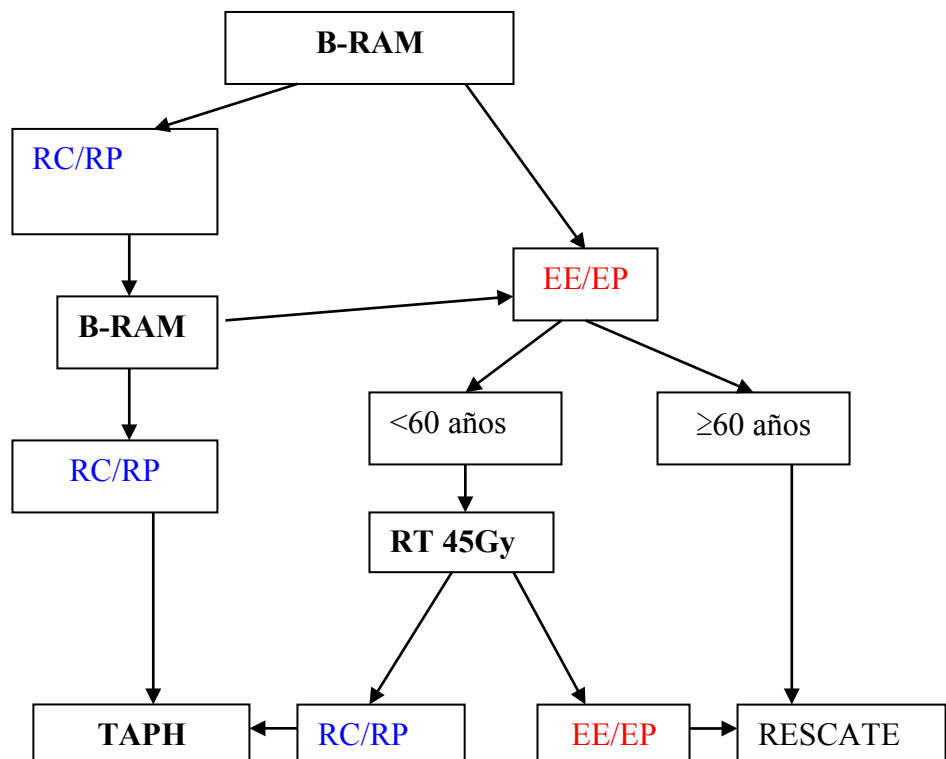 B-RAM
RC/RP
EE/EP
B-RAM
<60 años
≥60 años
RC/RP
RT 45Gy
TAPH
RC/RP
EE/EP
RESCATE